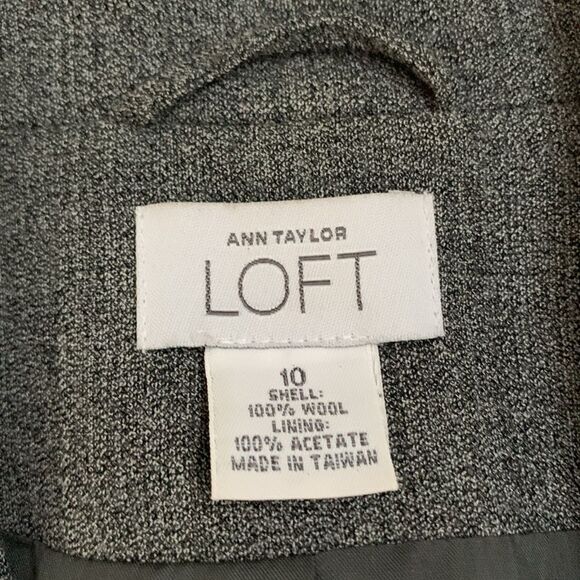 ANN TAYLOR
LOFT
10
SHELL:
100% WOOL
LINING:
100% ACETATE
MADE IN TAIWAN